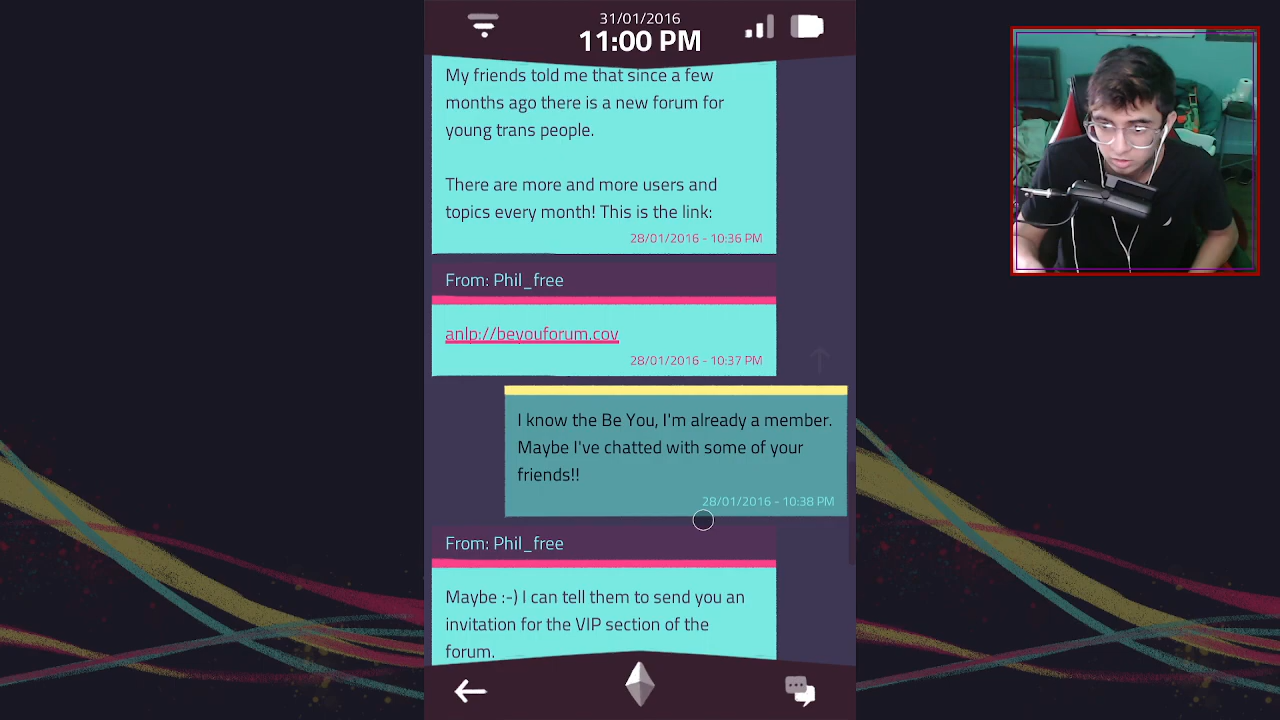 31/01/2016
11:00 PM
My friends told me that since a few
months ago there is a new forum for
young trans people.
There are more and more users and
topics every month! This is the link:
28/01/2016 - 10:36 PM
From: Phil_free
anlp://beyouforum.cov
28/01/2016 - 10:37 PM
I know the Be You, I'm already a member.
Maybe I've chatted with some of your
friends!!
28/01/2016 - 10:38 PM
From: Phil_free
Maybe :-) I can tell them to send you an
invitation for the VIP section of the
forum.